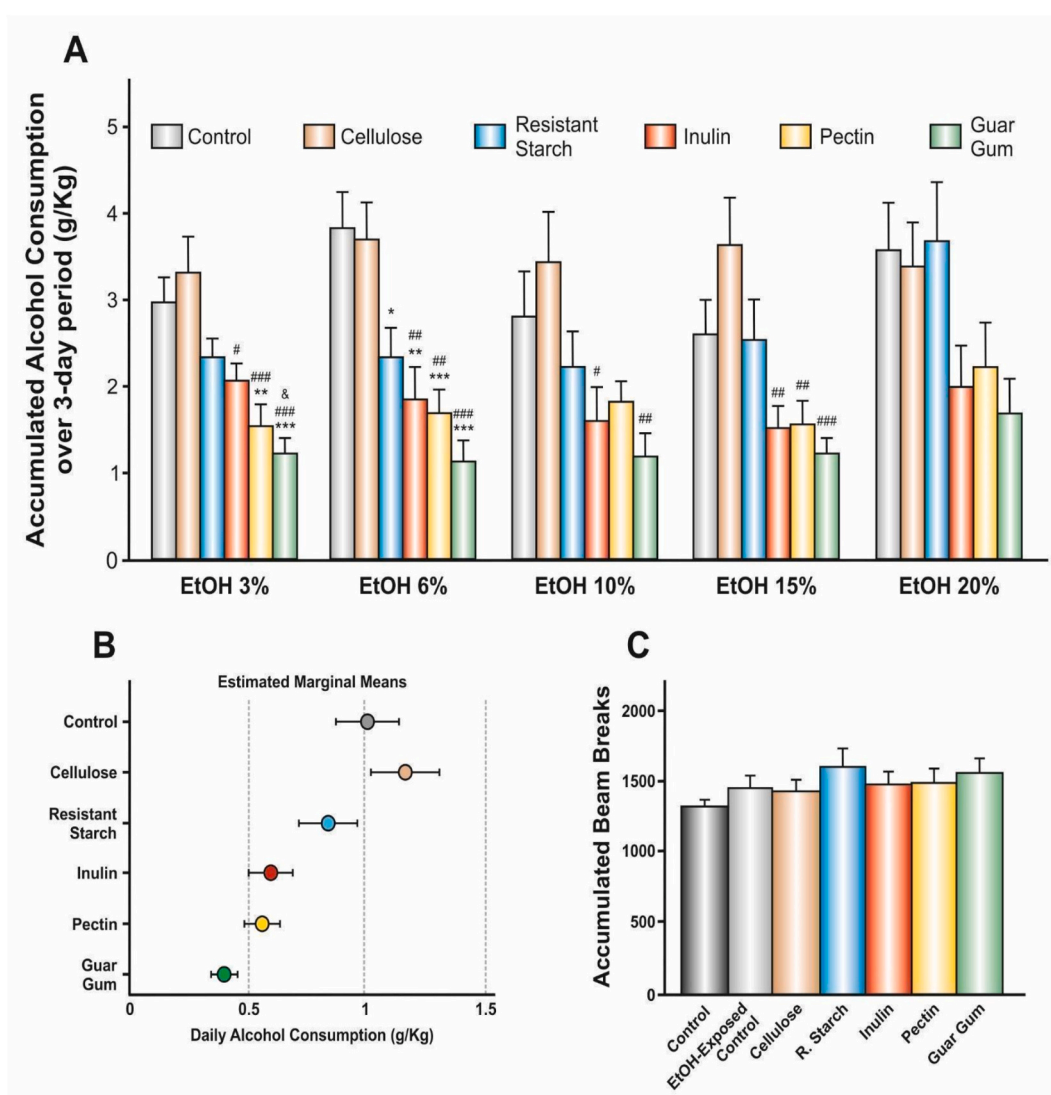 A
Accumulated Alcohol Consumption
over 3-day period (g/Kg)
5
4
3
2
1
0
Control
Cellulose
Resistant
Starch
Inulin
Pectin
Guar
Gum
#
###
**
&
###
***
*
##
**
##
***
###
***
#
##
##
##
###
EtOH 3%
EtOH 6%
EtOH 10%
EtOH 15%
EtOH 20%
B
Estimated Marginal Means
Control
Cellulose
Resistant
Starch
Inulin
Pectin
Guar
Gum
0
0.5
1
1.5
Daily Alcohol Consumption (g/Kg)
C
Accumulated Beam Breaks
2000
1500
1000
500
0
Control
EtOH-Exposed
Control
Cellulose
R. Starch
Inulin
Pectin
Guar Gum